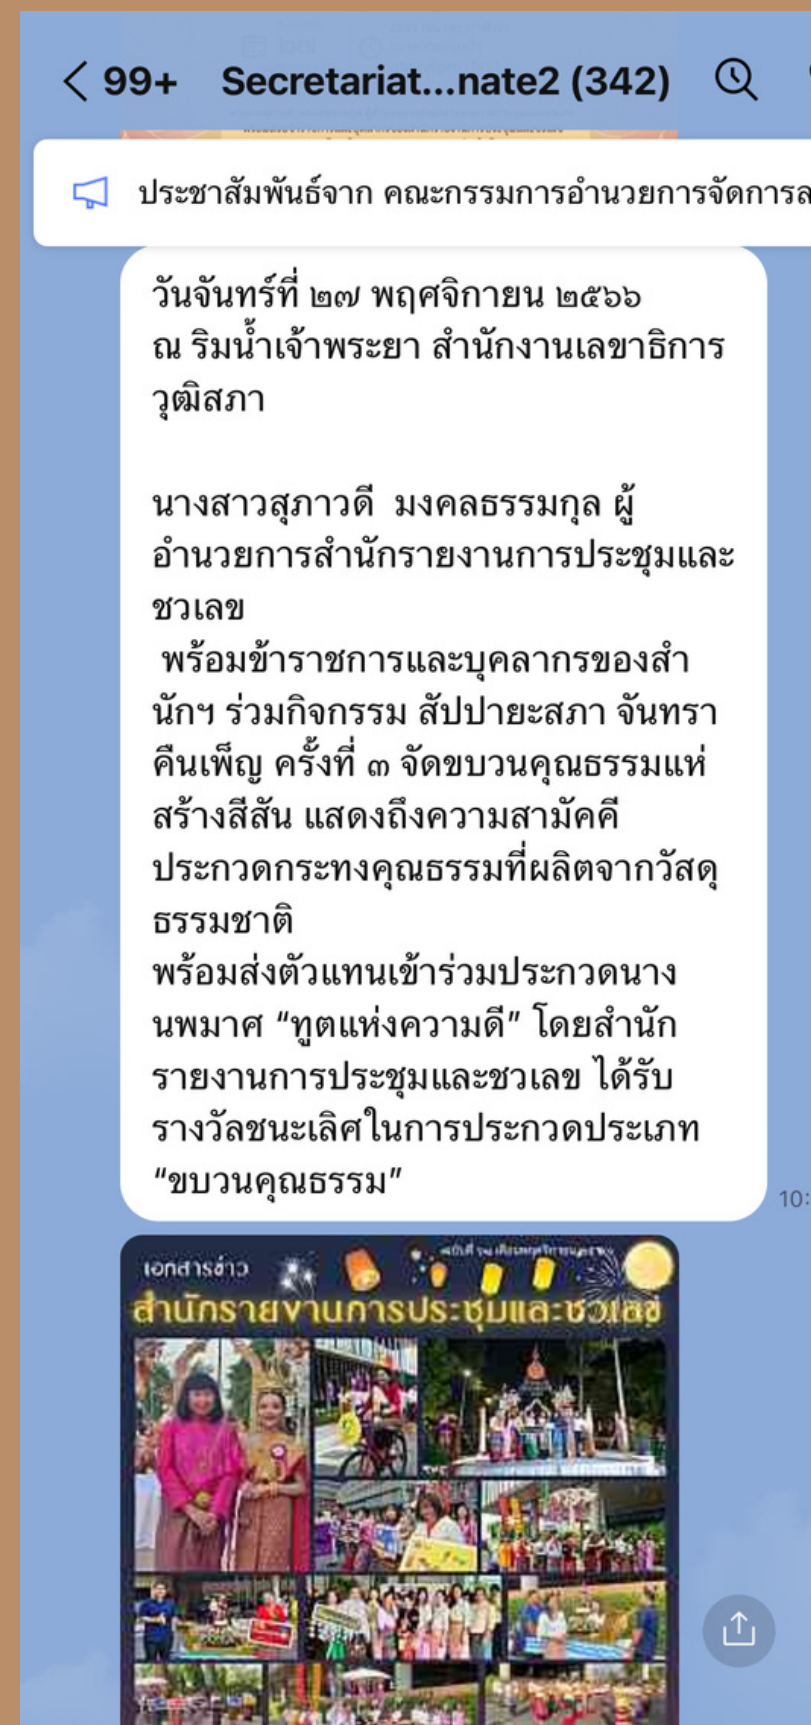 99+ Secretariat...nate2 (342)
ประชาสัมพันธ์จาก คณะกรรมการอำนวยการจัดการล
วันจันทร์ที่ ๒๗ พฤศจิกายน ๒๕๖๖
ณ ริมน้ำเจ้าพระยา สำนักงานเลขาธิการ
วุฒิสภา
นางสาวสุภาวดี มงคลธรรมกุล ผู้
อำนวยการสำนักรายงานการประชุมและ
ชวเลข
พร้อมข้าราชการและบุคลากรของสำ
นักฯ ร่วมกิจกรรม สัปปายะสภา จันทรา
คืนเพ็ญ ครั้งที่ ๓ จัดขบวนคุณธรรมแห่
สร้างสีสัน แสดงถึงความสามัคคี
ประกวดกระทงคุณธรรมที่ผลิตจากวัสดุ
ธรรมชาติ
พร้อมส่งตัวแทนเข้าร่วมประกวดนาง
นพมาศ “ทูตแห่งความดี” โดยสำนัก
รายงานการประชุมและชวเลข ได้รับ
รางวัลชนะเลิศในการประกวดประเภท
“ขบวนคุณธรรม”
10:
เอกสารข่าว
สำนักรายงานการประชุมและชวเลข